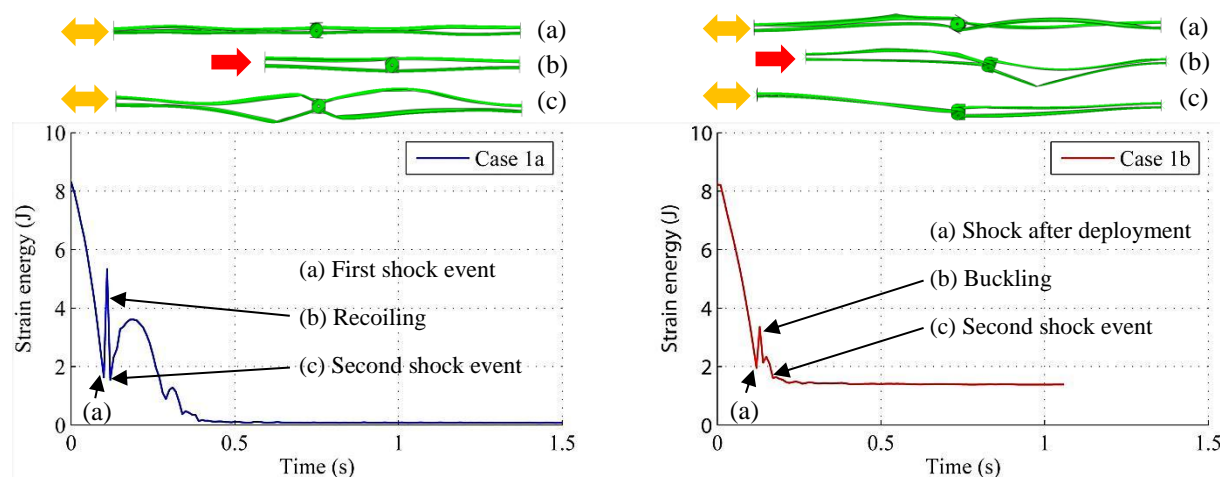 (a)
(b)
(c)
10
8
6
4
2
0
Strain energy (J)
Case 1a
(a) First shock event
(b) Recoiling
(c) Second shock event
(a)
0
0.5
1
1.5
Time (s)
(a)
(b)
(c)
10
8
6
4
2
0
Strain energy (J)
Case 1b
(a) Shock after deployment
(b) Buckling
(c) Second shock event
(a)
0
0.5
1
1.5
Time (s)